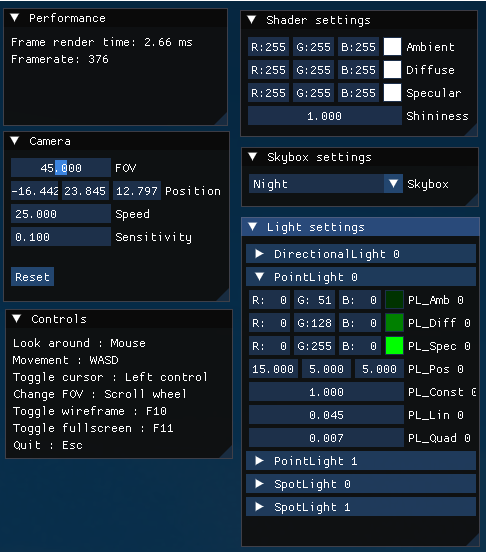 Performance
Frame render time: 2.66 ms
Framerate: 376
Camera
45.000 FOV
-16.442 23.845 12.797 Position
25.000 Speed
0.100 Sensitivity
Reset
Controls
Look around : Mouse
Movement : WASD
Toggle cursor : Left control
Change FOV : Scroll wheel
Toggle wireframe : F10
Toggle fullscreen : F11
Quit : Esc
Shader settings
R:255 G:255 B:255 Ambient
R:255 G:255 B:255 Diffuse
R:255 G:255 B:255 Specular
1.000 Shininess
Skybox settings
Night Skybox
Light settings
DirectionalLight 0
PointLight 0
R: 0 G: 51 B: 0 PL_Amb 0
R: 0 G:128 B: 0 PL_Diff 0
R: 0 G:255 B: 0 PL_Spec 0
15.000 5.000 5.000 PL_Pos 0
1.000 PL_Const 0
0.045 PL_Lin 0
0.007 PL_Quad 0
PointLight 1
SpotLight 0
SpotLight 1